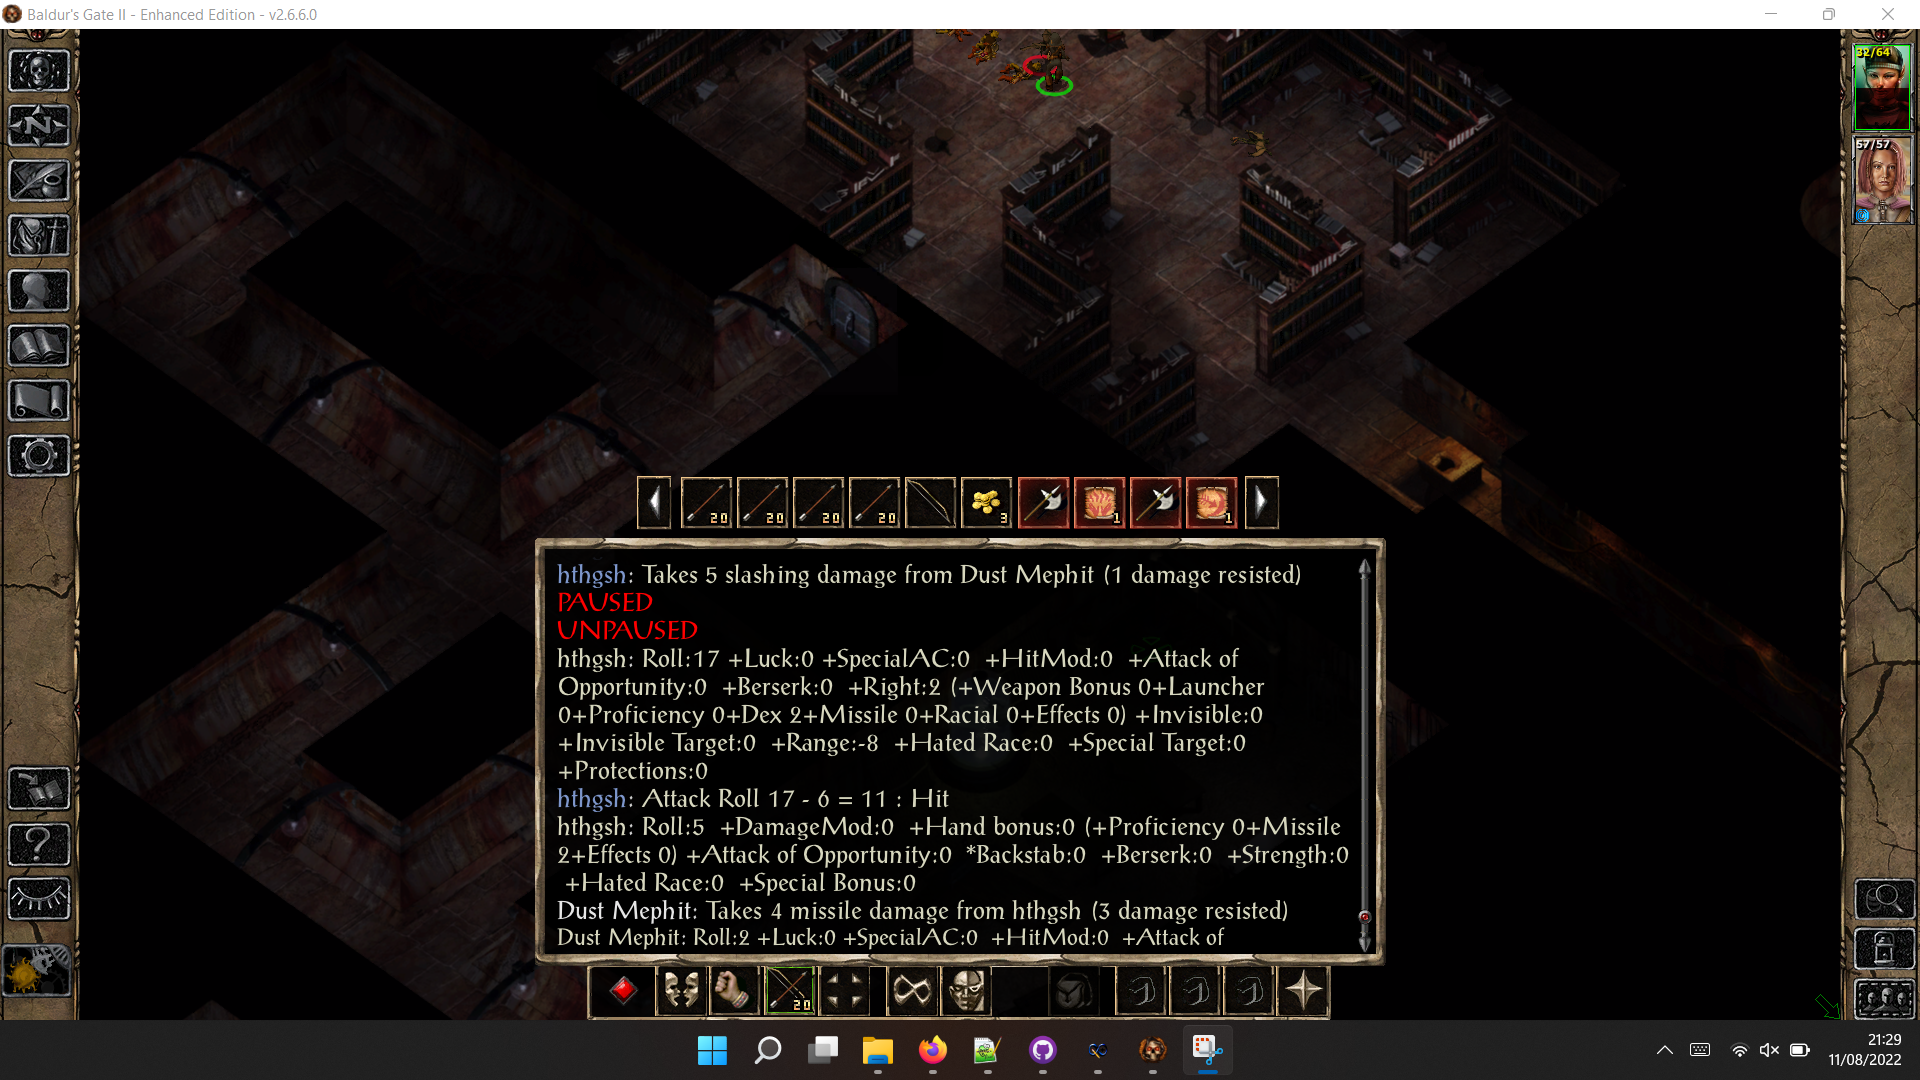 Baldur's Gate II - Enhanced Edition - v2.6.6.0
32/64
57/57
N
20 20 20 20 3 1 1
hthgsh: Takes 5 slashing damage from Dust Mephit (1 damage resisted)
PAUSED
UNPAUSED
hthgsh: Roll:17 +Luck:0 +SpecialAC:0 +HitMod:0 +Attack of
Opportunity:0 +Berserk:0 +Right:2 (+Weapon Bonus 0+Launcher
0+Proficiency 0+Dex 2+Missile 0+Racial 0+Effects 0) +Invisible:0
+Invisible Target:0 +Range:-8 +Hated Race:0 +Special Target:0
+Protections:0
hthgsh: Attack Roll 17 - 6 = 11 : Hit
hthgsh: Roll:5 +DamageMod:0 +Hand bonus:0 (+Proficiency 0+Missile
2+Effects 0) +Attack of Opportunity:0 *Backstab:0 +Berserk:0 +Strength:0
+Hated Race:0 +Special Bonus:0
Dust Mephit: Takes 4 missile damage from hthgsh (3 damage resisted)
Dust Mephit: Roll:2 +Luck:0 +SpecialAC:0 +HitMod:0 +Attack of
?
20
21:29
11/08/2022